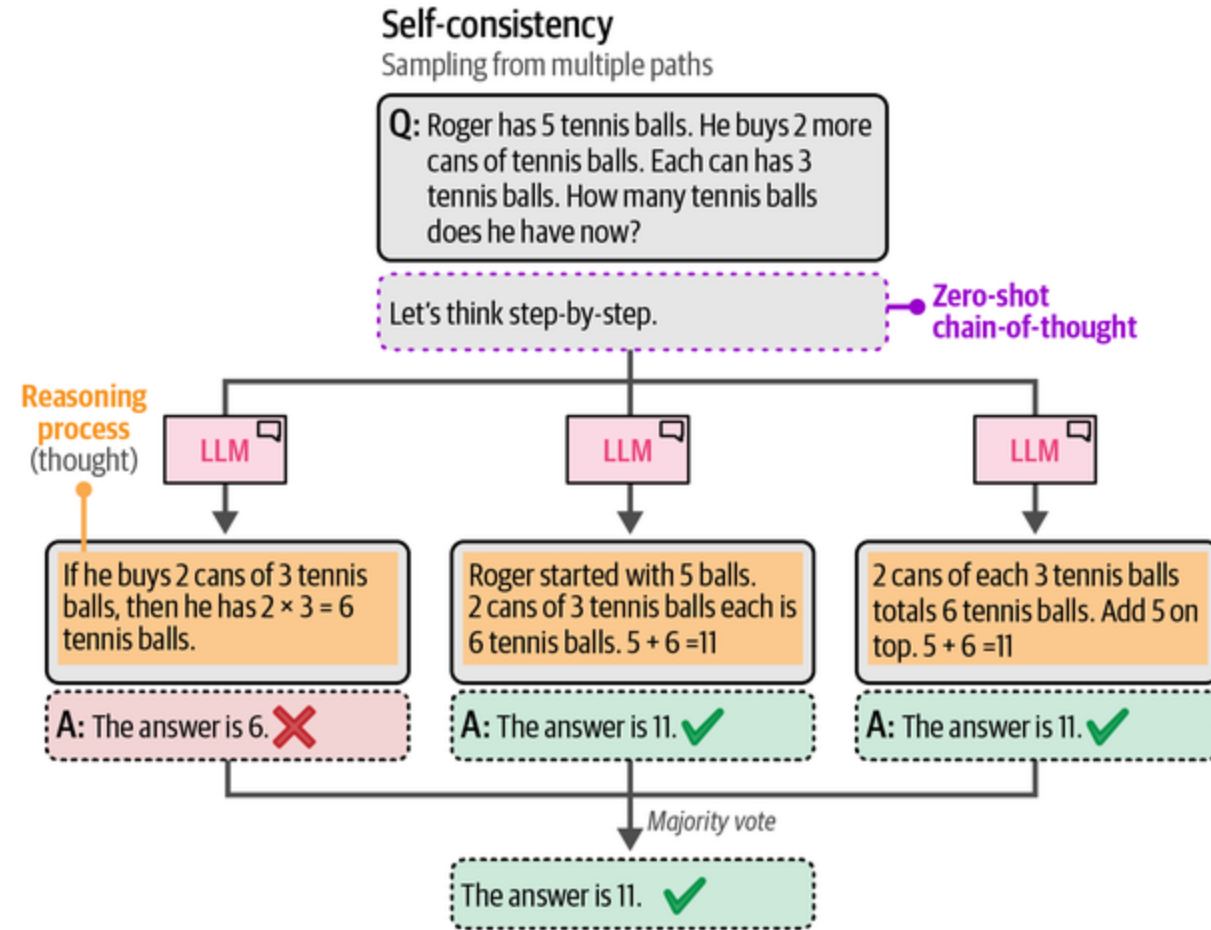 Self-consistency
Sampling from multiple paths
Q: Roger has 5 tennis balls. He buys 2 more
cans of tennis balls. Each can has 3
tennis balls. How many tennis balls
does he have now?
Let's think step-by-step.
Zero-shot
chain-of-thought
Reasoning
process
(thought)
LLM
LLM
LLM
If he buys 2 cans of 3 tennis
balls, then he has 2 × 3 = 6
tennis balls.
Roger started with 5 balls.
2 cans of 3 tennis balls each is
6 tennis balls. 5 + 6 =11
2 cans of each 3 tennis balls
totals 6 tennis balls. Add 5 on
top. 5 + 6 =11
A: The answer is 6.
A: The answer is 11.
A: The answer is 11.
Majority vote
The answer is 11.